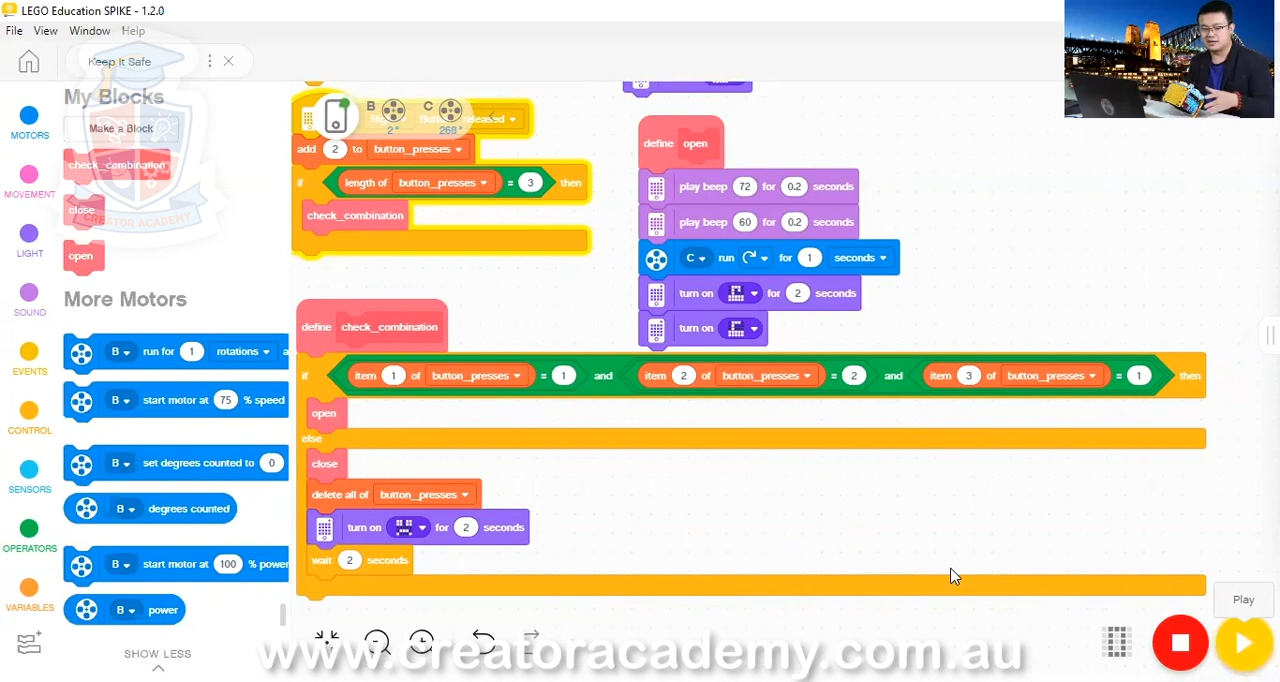 LEGO Education SPIKE - 1.2.0
File View Window Help
Keep It Safe
My Blocks
Make a Block
check_combination
close
open
More Motors
B run for 1 rotations
B start motor at 75 % speed
B set degrees counted to 0
B degrees counted
B start motor at 100 % power
B power
SHOW LESS
MOTORS
MOVEMENT
LIGHT
SOUND
EVENTS
CONTROL
SENSORS
OPERATORS
VARIABLES
CREATOR ACADEMY
B C
2° 268°
released
add 2 to button_presses
if length of button_presses = 3 then
check_combination
define open
play beep 72 for 0.2 seconds
play beep 60 for 0.2 seconds
C run for 1 seconds
turn on for 2 seconds
turn on
define check_combination
if item 1 of button_presses = 1 and item 2 of button_presses = 2 and item 3 of button_presses = 1 then
open
else
close
delete all of button_presses
turn on for 2 seconds
wait 2 seconds
Play
www.creatoracademy.com.au